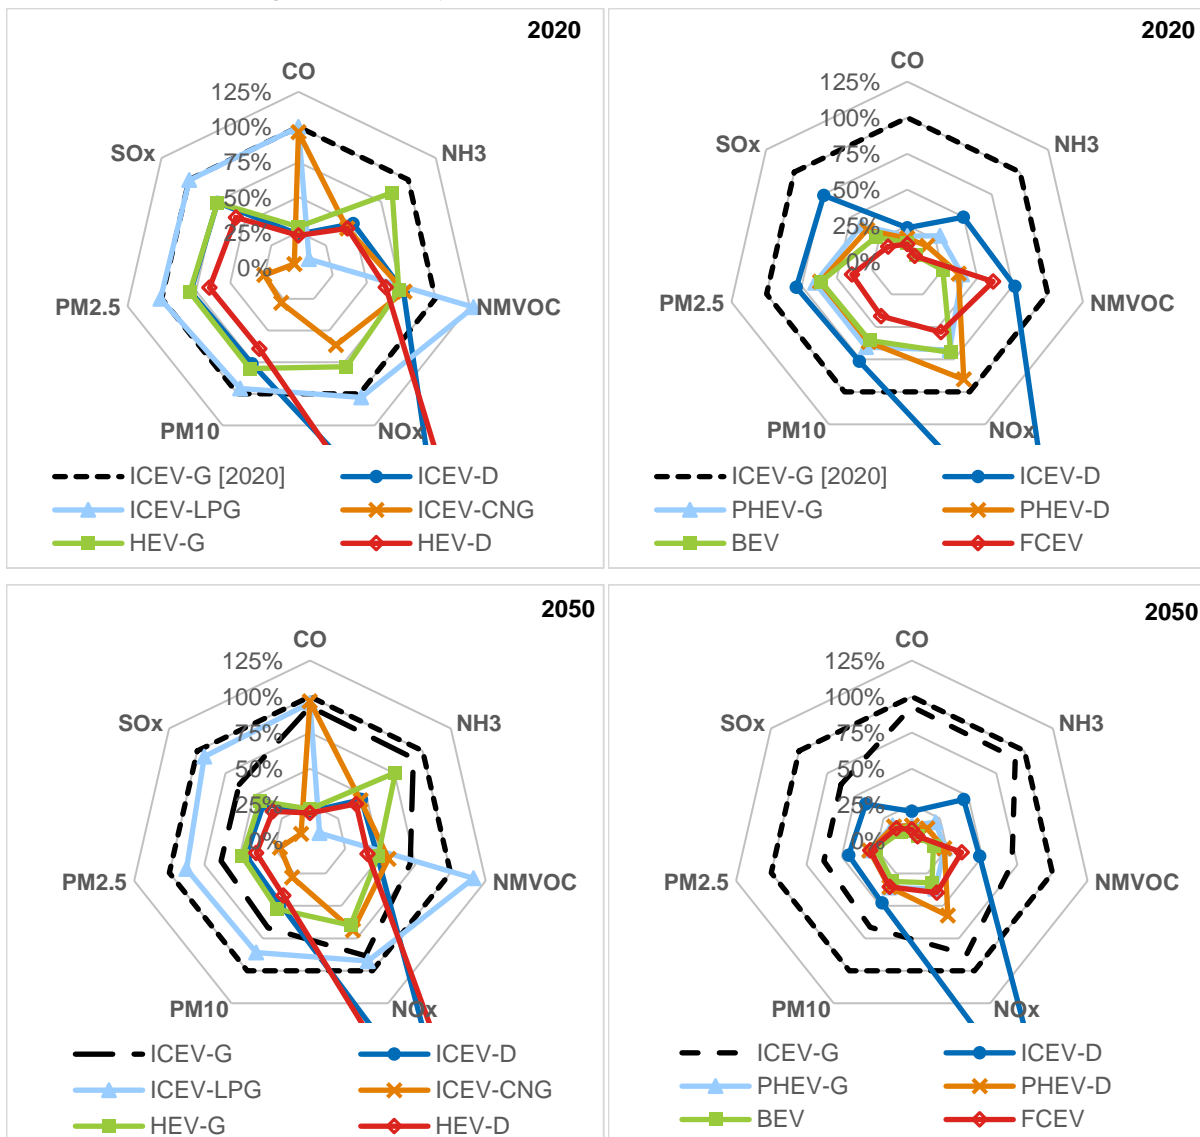 2020
CO
125%
100%
75%
50%
25%
0%
NH3
NMVOC
NOx
PM10
PM2.5
SOx
ICEV-G [2020]
ICEV-D
ICEV-LPG
ICEV-CNG
HEV-G
HEV-D
2020
CO
125%
100%
75%
50%
25%
0%
NH3
NMVOC
NOx
PM10
PM2.5
SOx
ICEV-G [2020]
ICEV-D
PHEV-G
PHEV-D
BEV
FCEV
2050
CO
125%
100%
75%
50%
25%
0%
NH3
NMVOC
NOx
PM10
PM2.5
SOx
ICEV-G
ICEV-D
ICEV-LPG
ICEV-CNG
HEV-G
HEV-D
2050
CO
125%
100%
75%
50%
25%
0%
NH3
NMVOC
NOx
PM10
PM2.5
SOx
ICEV-G
ICEV-D
PHEV-G
PHEV-D
BEV
FCEV